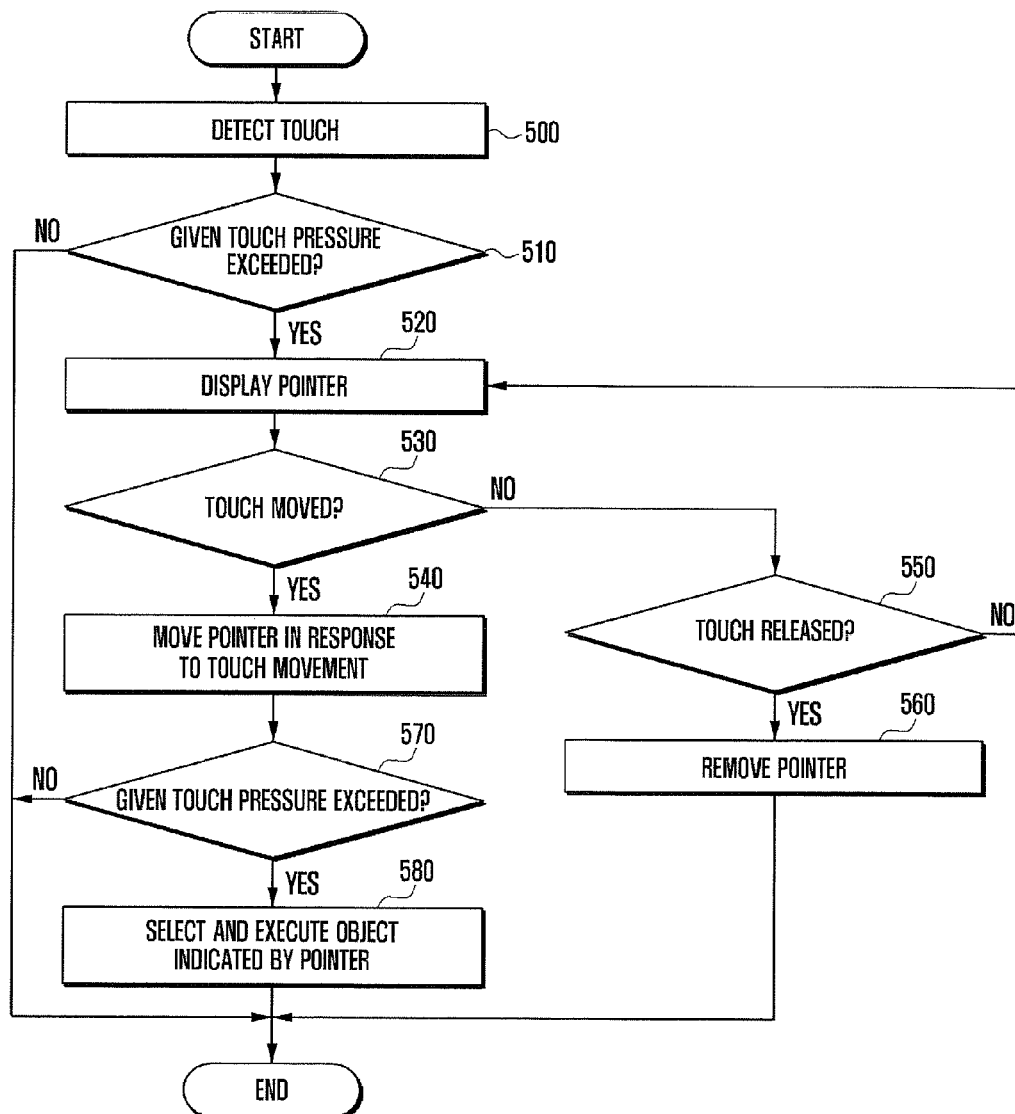 START
DETECT TOUCH
500
NO
GIVEN TOUCH PRESSURE
EXCEEDED?
510
YES
520
DISPLAY POINTER
530
TOUCH MOVED?
NO
YES
540
MOVE POINTER IN RESPONSE
TO TOUCH MOVEMENT
550
TOUCH RELEASED?
NO
YES
560
REMOVE POINTER
570
NO
GIVEN TOUCH PRESSURE EXCEEDED?
YES
580
SELECT AND EXECUTE OBJECT
INDICATED BY POINTER
END